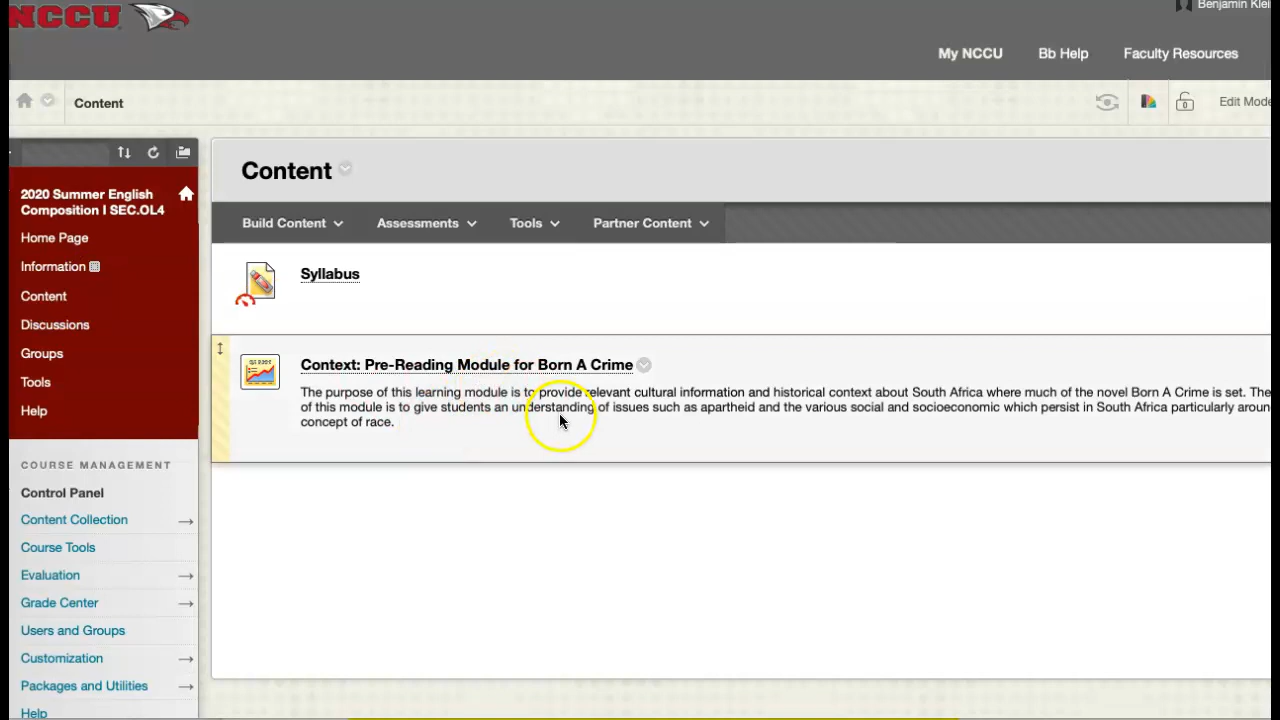 NCCU
Benjamin Klei
My NCCU
Bb Help
Faculty Resources
Content
Edit Mode
2020 Summer English
Composition I SEC.OL4
Home Page
Information
Content
Discussions
Groups
Tools
Help
COURSE MANAGEMENT
Control Panel
Content Collection
Course Tools
Evaluation
Grade Center
Users and Groups
Customization
Packages and Utilities
Help
Content
Build Content
Assessments
Tools
Partner Content
Syllabus
Context: Pre-Reading Module for Born A Crime
The purpose of this learning module is to provide relevant cultural information and historical context about South Africa where much of the novel Born A Crime is set. The
of this module is to give students an understanding of issues such as apartheid and the various social and socioeconomic which persist in South Africa particularly aroun
concept of race.